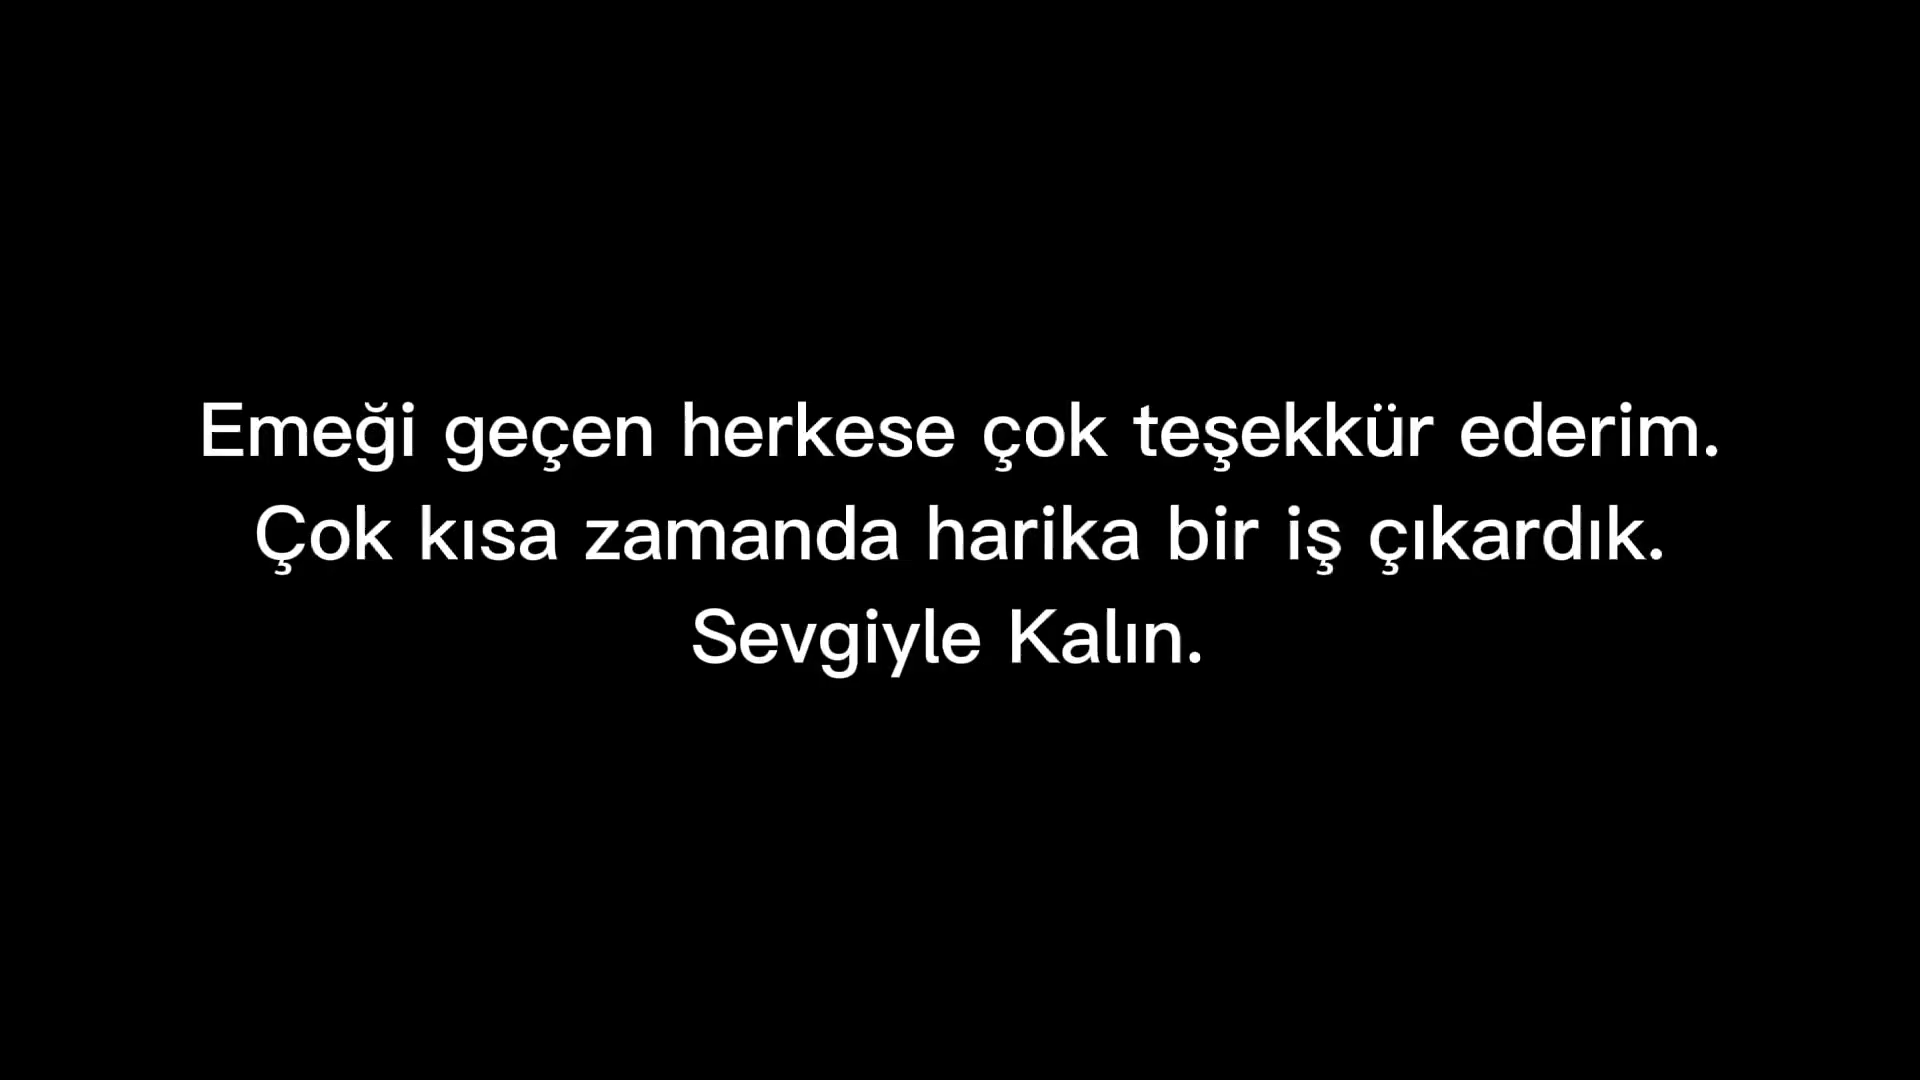 Emeği geçen herkese çok teşekkür ederim.
Çok kısa zamanda harika bir iş çıkardık.
Sevgiyle Kalın.